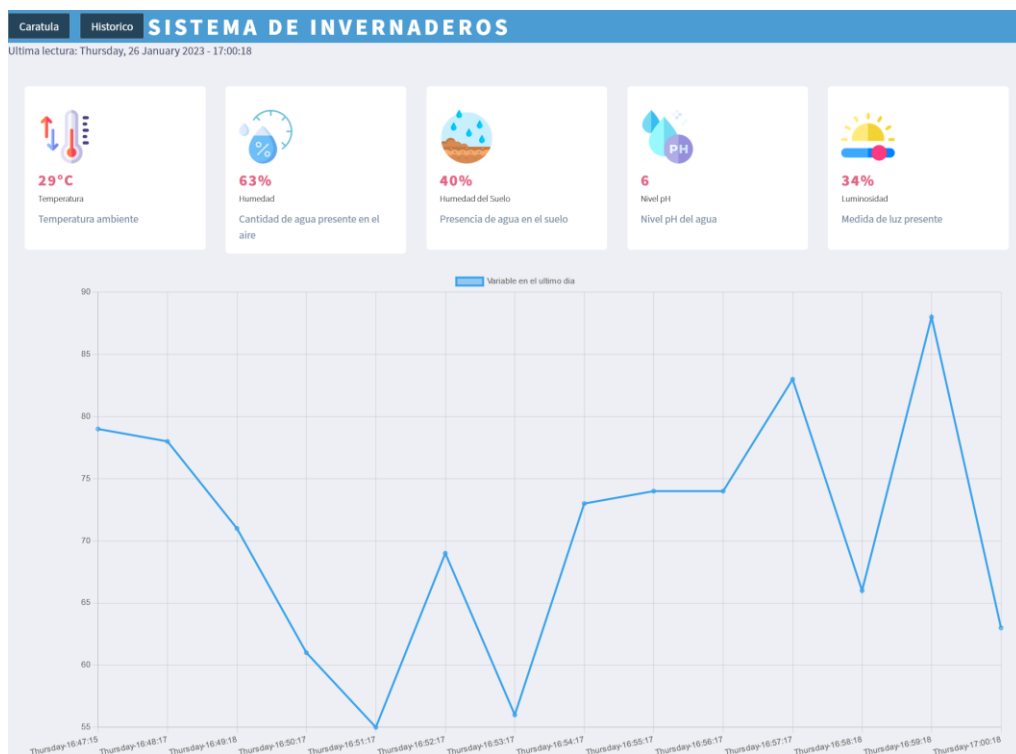 Caratula Historico SISTEMA DE INVERNADEROS
Ultima lectura: Thursday, 26 January 2023 - 17:00:18
%
PH
29°C 63% 40% 6 34%
Temperatura Humedad Humedad del Suelo Nivel pH Luminosidad
Temperatura ambiente Cantidad de agua presente en el aire Presencia de agua en el suelo Nivel pH del agua Medida de luz presente
Variable en el ultimo dia
90
85
80
75
70
65
60
55
Thursday-16:47:15 Thursday-16:48:17 Thursday-16:49:18 Thursday-16:50:17 Thursday-16:51:17 Thursday-16:52:17 Thursday-16:53:17 Thursday-16:54:17 Thursday-16:55:17 Thursday-16:56:17 Thursday-16:57:17 Thursday-16:58:18 Thursday-16:59:18 Thursday-17:00:18